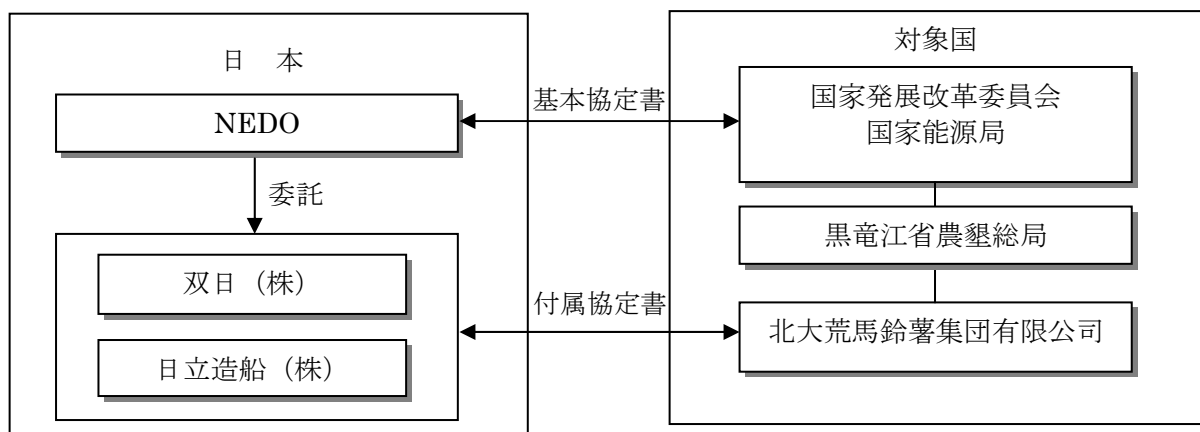 日 本
NEDO
委託
双日（株）
日立造船（株）
基本協定書
付属協定書
対象国
国家発展改革委員会
国家能源局
黒竜江省農墾総局
北大荒馬鈴薯集団有限公司